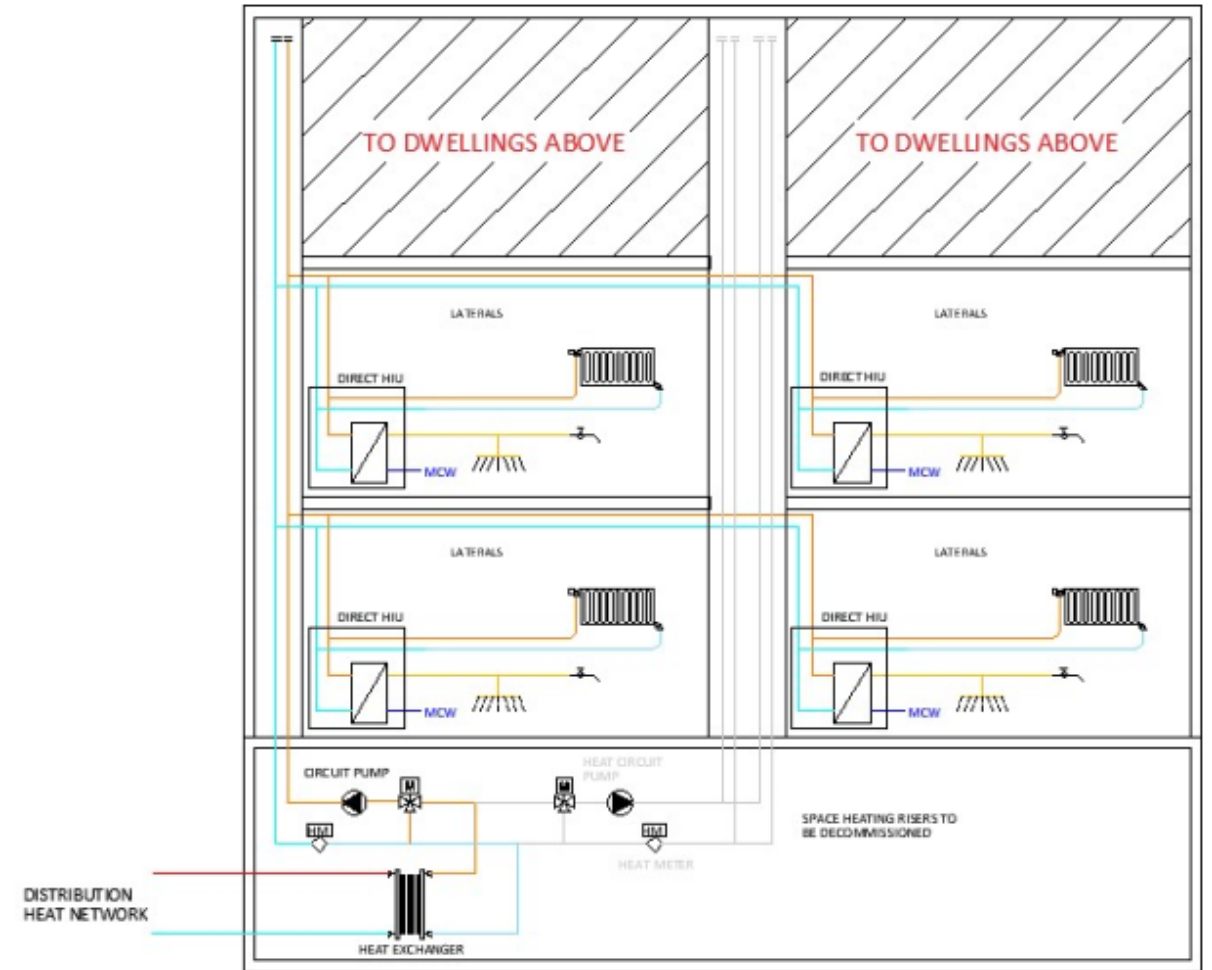 TO DWELLINGS ABOVE
TO DWELLINGS ABOVE
LATERALS
LATERALS
DIRECT HIU
DIRECT HIU
MCW
MCW
LATERALS
LATERALS
DIRECT HIU
DIRECT HIU
MCW
MCW
CIRCUIT PUMP
M
HEAT CIRCUIT
PUMP
M
HM
HM
SPACE HEATING RISERS TO
BE DECOMMISSIONED
HEAT METER
DISTRIBUTION
HEAT NETWORK
HEAT EXCHANGER